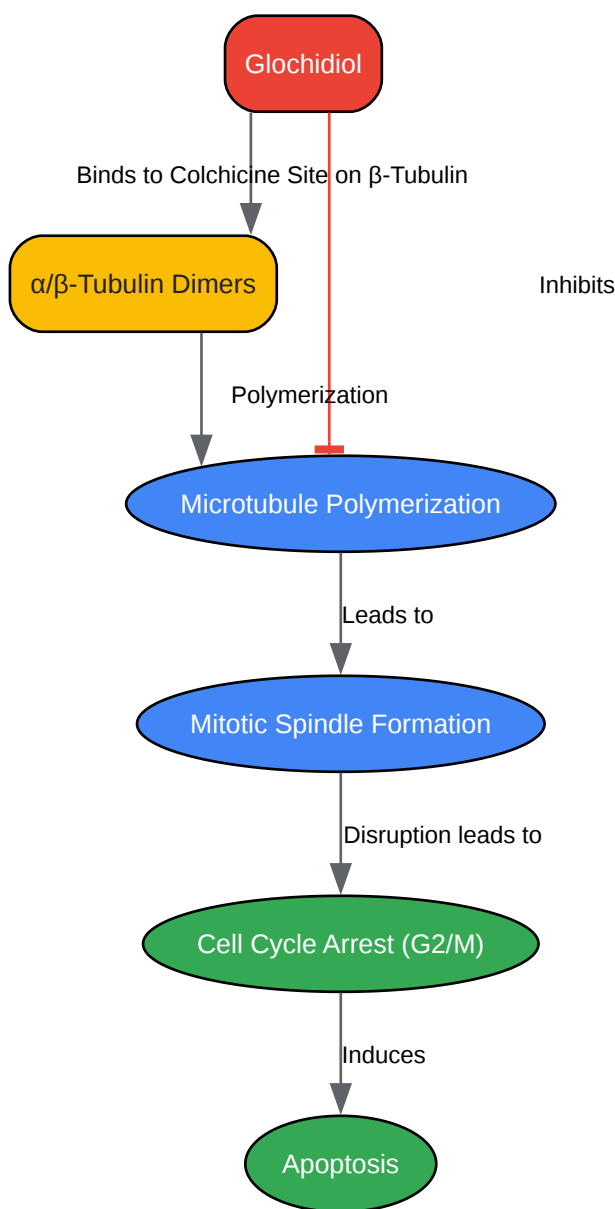 Glochidiol
Binds to Colchicine Site on β-Tubulin
α/β-Tubulin Dimers
Inhibits
Polymerization
Microtubule Polymerization
Leads to
Mitotic Spindle Formation
Disruption leads to
Cell Cycle Arrest (G2/M)
Induces
Apoptosis